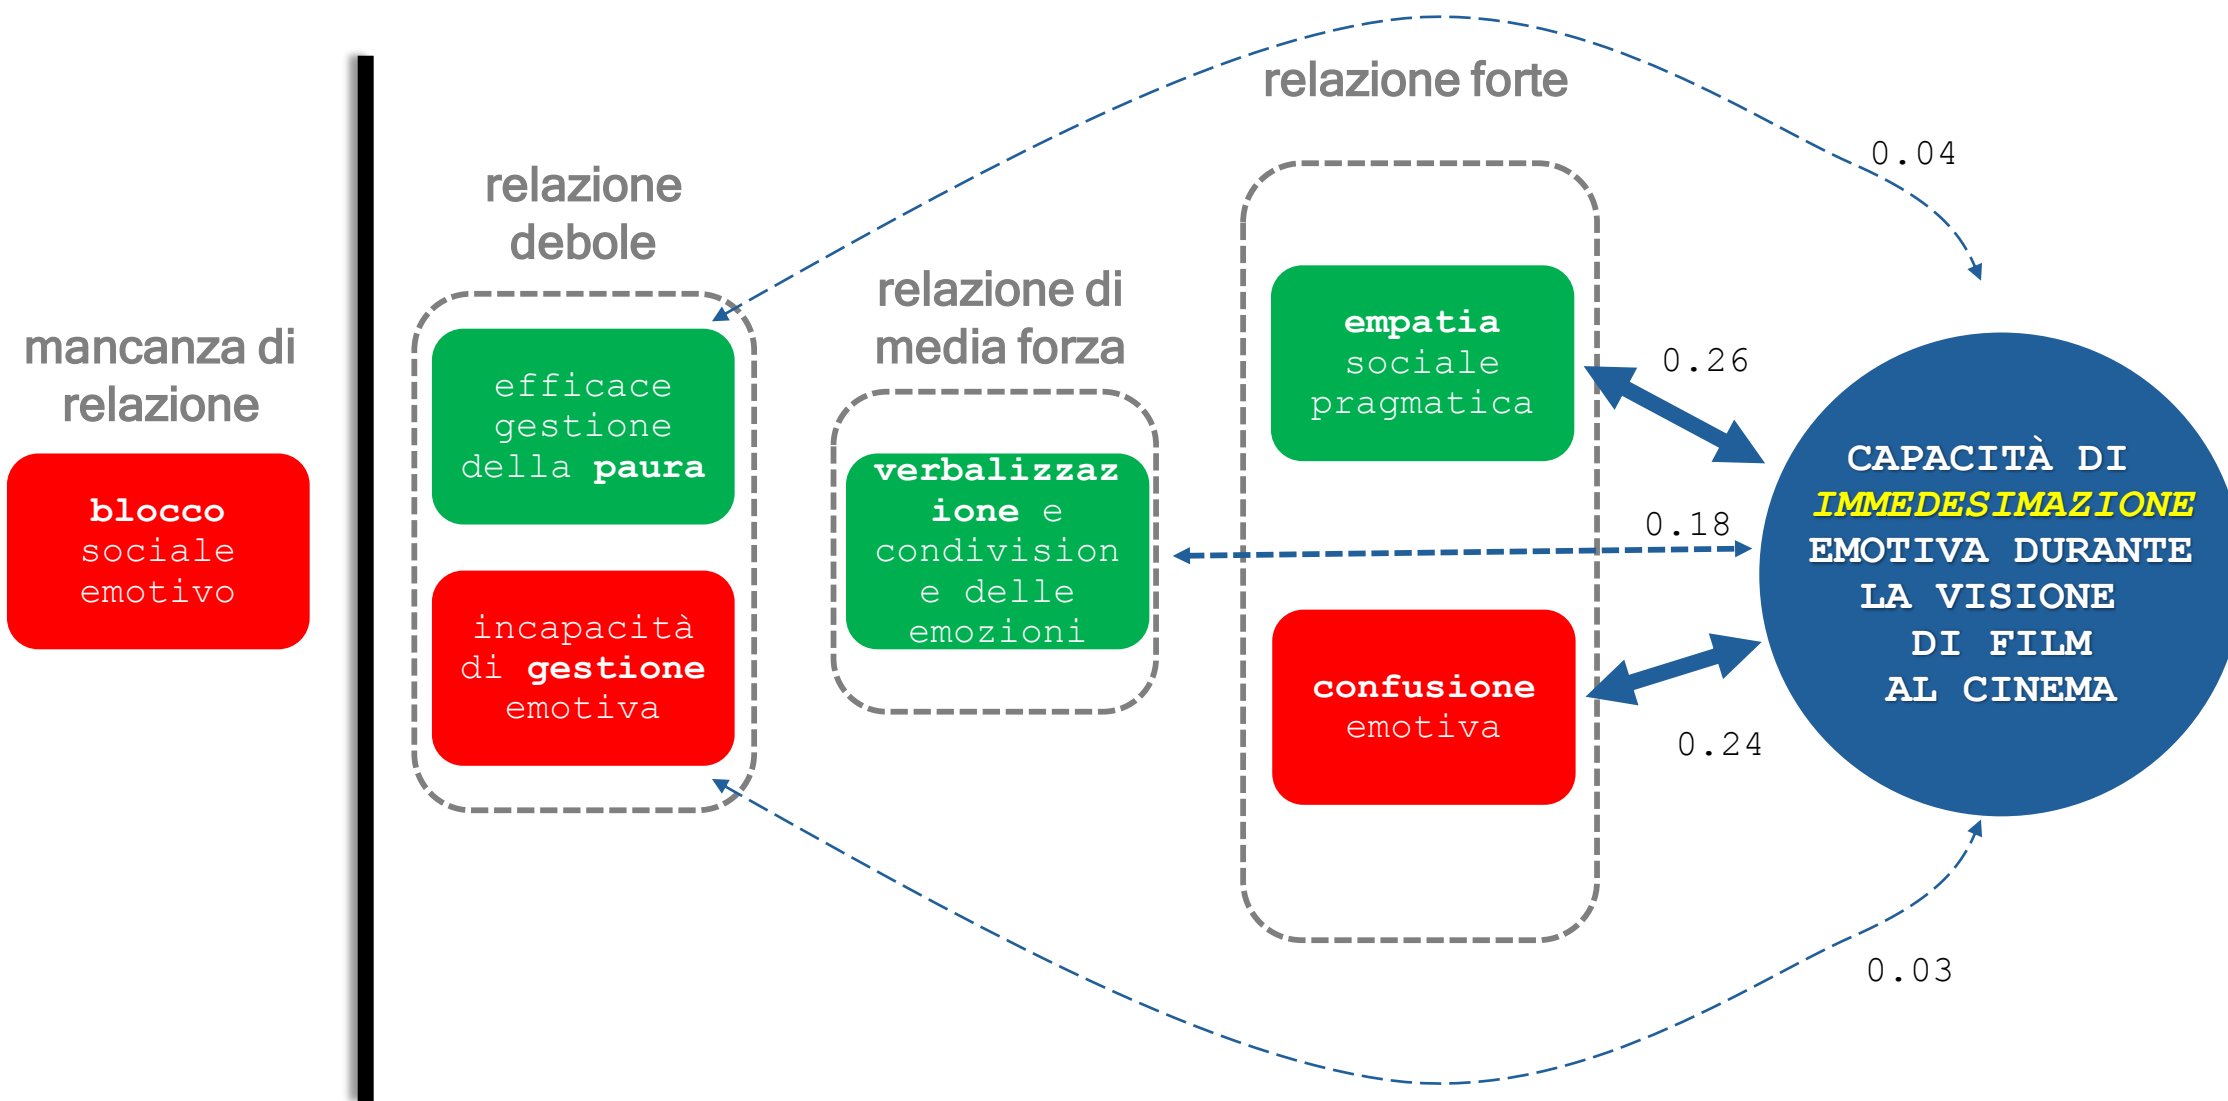 mancanza di
relazione
blocco
sociale
emotivo
relazione
debole
efficace
gestione
della paura
incapacità
di gestione
emotiva
relazione di
media forza
verbalizzaz
ione e
condivision
e delle
emozioni
relazione forte
empatia
sociale
pragmatica
confusione
emotiva
0.04
0.26
0.18
0.24
0.03
CAPACITÀ DI
IMMEDESIMAZIONE
EMOTIVA DURANTE
LA VISIONE
DI FILM
AL CINEMA